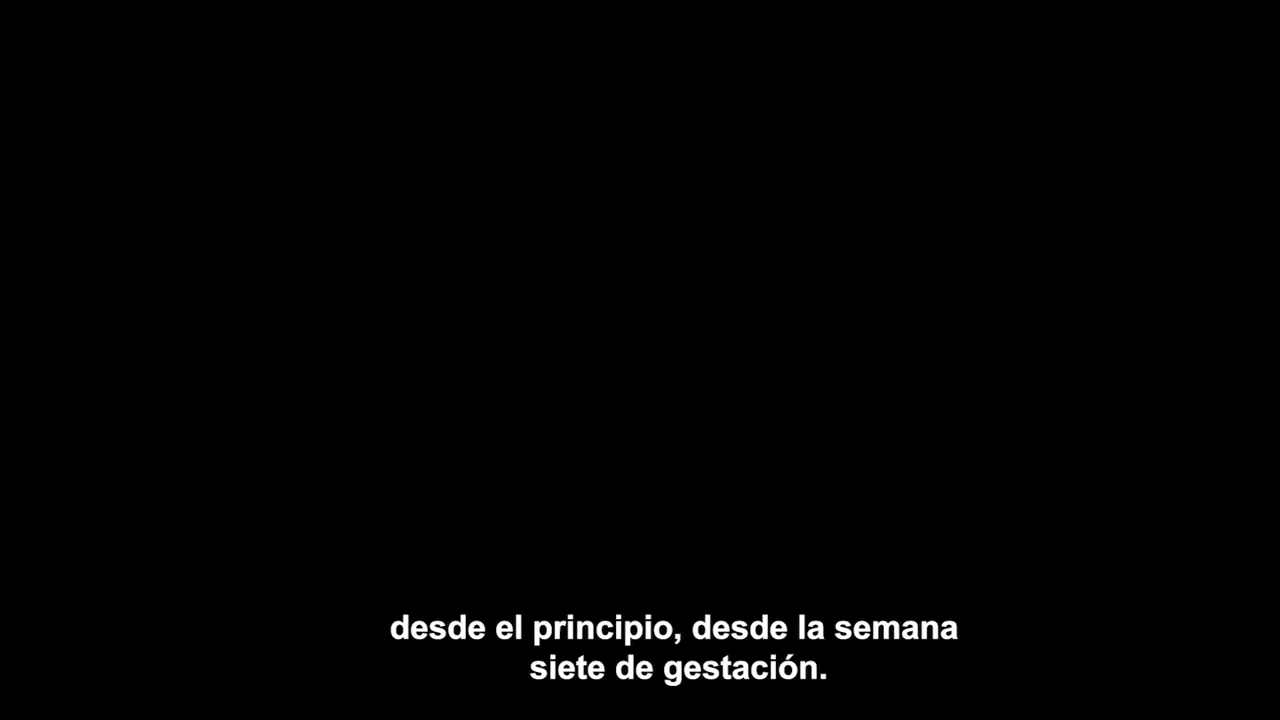 desde el principio, desde la semana
siete de gestación.